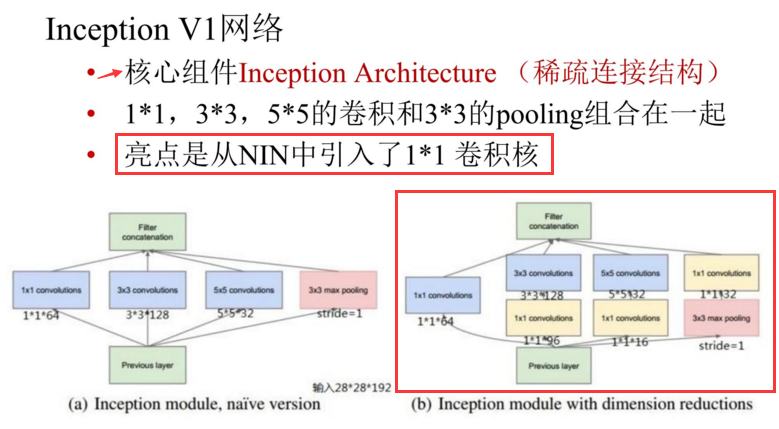 Inception V1网络
核心组件Inception Architecture （稀疏连接结构）
1*1，3*3，5*5的卷积和3*3的pooling组合在一起
亮点是从NIN中引入了1*1 卷积核
Filter concatenation
1x1 convolutions
3x3 convolutions
5x5 convolutions
3x3 max pooling
1*1*64
3*3*128
5*5*32
stride=1
Previous layer
输入28*28*192
(a) Inception module, naïve version
Filter concatenation
3x3 convolutions
5x5 convolutions
1x1 convolutions
3*3*128
5*5*32
1*1*32
1x1 convolutions
1*1*64
1x1 convolutions
1x1 convolutions
3x3 max pooling
1*1*96
1*1*16
stride=1
Previous layer
(b) Inception module with dimension reductions